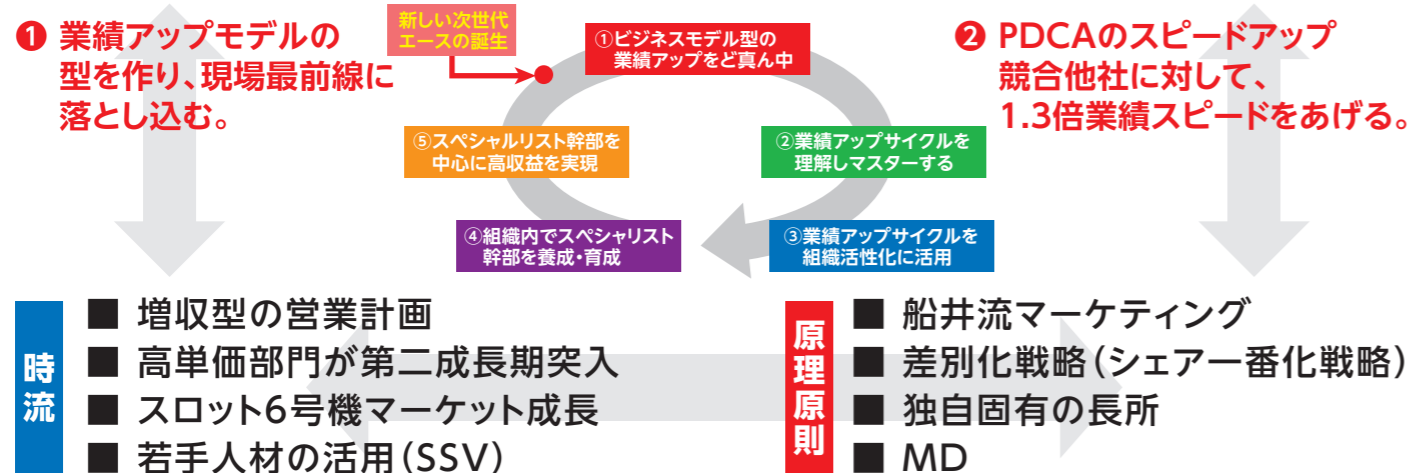 ❶ 業績アップモデルの
型を作り、現場最前線に
落とし込む。
新しい次世代
エースの誕生
①ビジネスモデル型の
業績アップをど真ん中
❷ PDCAのスピードアップ
競合他社に対して、
1.3倍業績スピードをあげる。
⑤スペシャルリスト幹部を
中心に高収益を実現
②業績アップサイクルを
理解しマスターする
④組織内でスペシャリスト
幹部を養成・育成
③業績アップサイクルを
組織活性化に活用
時流
■ 増収型の営業計画
■ 高単価部門が第二成長期突入
■ スロット6号機マーケット成長
■ 若手人材の活用(SSV)
原理原則
■ 船井流マーケティング
■ 差別化戦略(シェア一番化戦略)
■ 独自固有の長所
■ MD